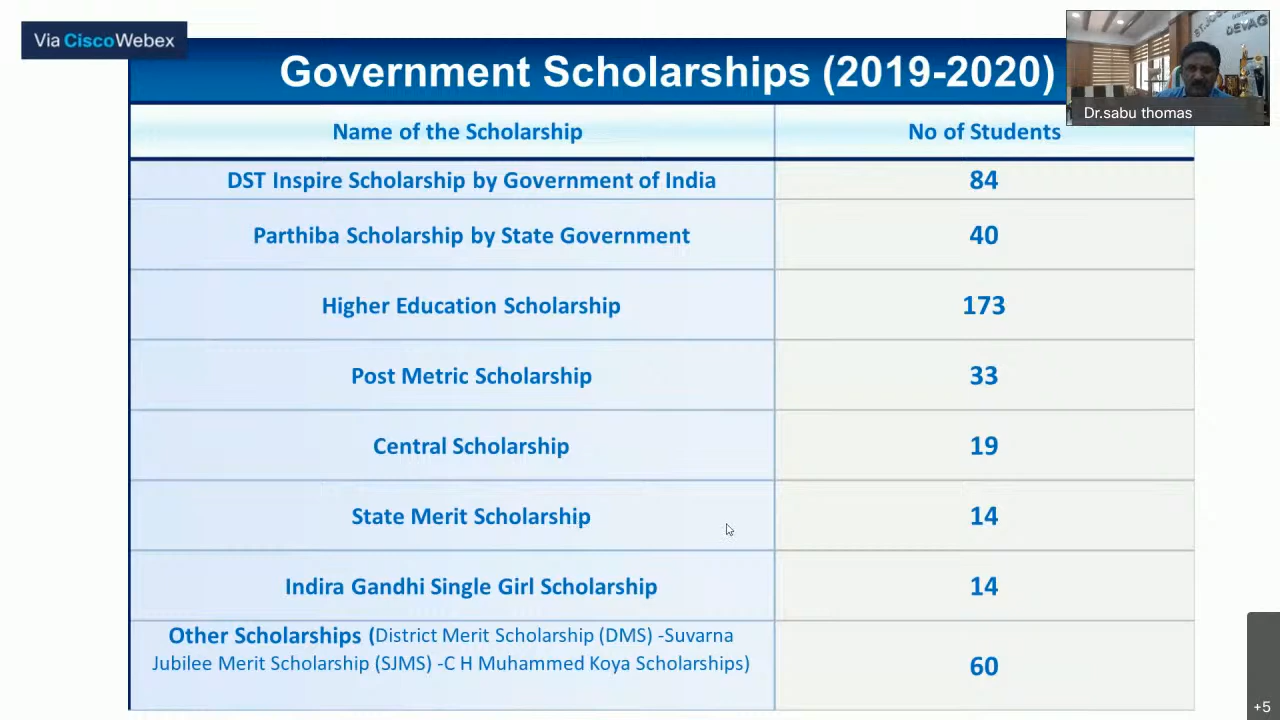 Via CiscoWebex
Government Scholarships (2019-2020)
DEVAG
Dr.sabu thomas
Name of the Scholarship
No of Students
DST Inspire Scholarship by Government of India
84
Parthiba Scholarship by State Government
40
Higher Education Scholarship
173
Post Metric Scholarship
33
Central Scholarship
19
State Merit Scholarship
14
Indira Gandhi Single Girl Scholarship
14
Other Scholarships (District Merit Scholarship (DMS) -Suvarna
Jubilee Merit Scholarship (SJMS) -C H Muhammed Koya Scholarships)
60
+5